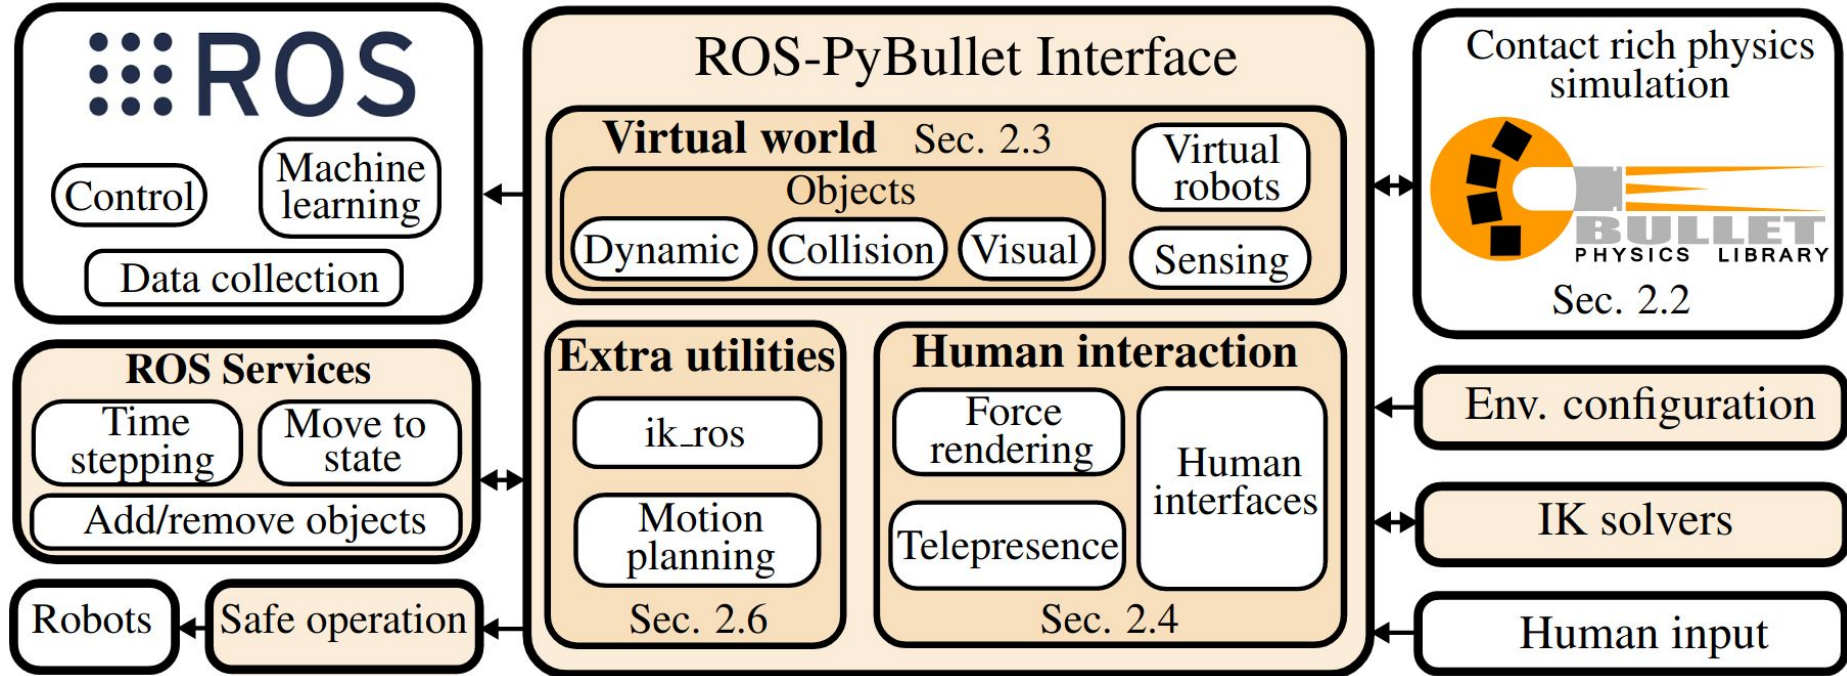 ROS
Control
Machine
learning
Data collection
ROS Services
Time
stepping
Move to
state
Add/remove objects
Robots
Safe operation
ROS-PyBullet Interface
Virtual world Sec. 2.3
Objects
Dynamic
Collision
Visual
Virtual
robots
Sensing
Extra utilities
ik_ros
Motion
planning
Sec. 2.6
Human interaction
Force
rendering
Telepresence
Human
interfaces
Sec. 2.4
Contact rich physics
simulation
BULLET
PHYSICS LIBRARY
Sec. 2.2
Env. configuration
IK solvers
Human input